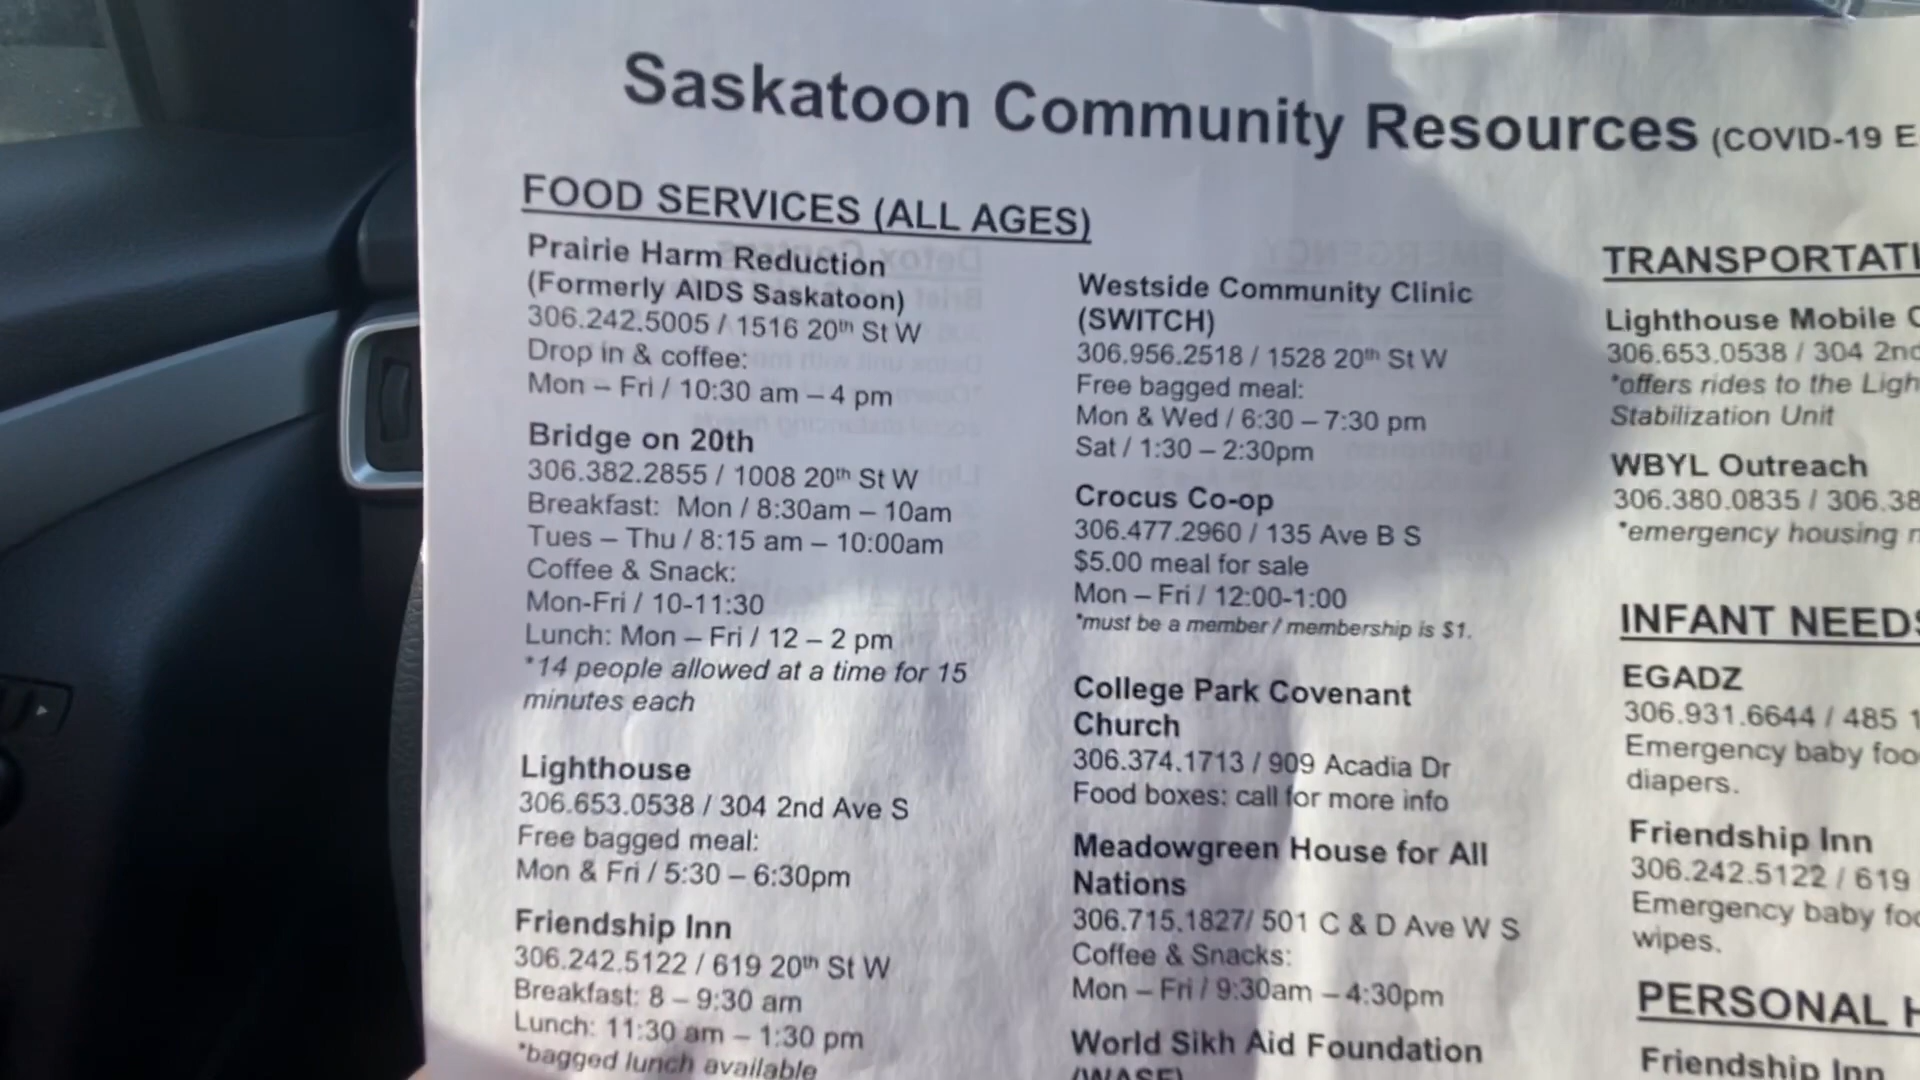 Saskatoon Community Resources (COVID-19 E
FOOD SERVICES (ALL AGES)
Prairie Harm Reduction
(Formerly AIDS Saskatoon)
306.242.5005 / 1516 20th St W
Drop in & coffee:
Mon – Fri / 10:30 am – 4 pm
Bridge on 20th
306.382.2855 / 1008 20th St W
Breakfast: Mon / 8:30am – 10am
Tues – Thu / 8:15 am – 10:00am
Coffee & Snack:
Mon-Fri / 10-11:30
Lunch: Mon – Fri / 12 – 2 pm
*14 people allowed at a time for 15
minutes each
Lighthouse
306.653.0538 / 304 2nd Ave S
Free bagged meal:
Mon & Fri / 5:30 – 6:30pm
Friendship Inn
306.242.5122 / 619 20th St W
Breakfast: 8 – 9:30 am
Lunch: 11:30 am – 1:30 pm
*bagged lunch available
Westside Community Clinic
(SWITCH)
306.956.2518 / 1528 20th St W
Free bagged meal:
Mon & Wed / 6:30 – 7:30 pm
Sat / 1:30 – 2:30pm
Crocus Co-op
306.477.2960 / 135 Ave B S
$5.00 meal for sale
Mon – Fri / 12:00-1:00
*must be a member / membership is $1.
College Park Covenant
Church
306.374.1713 / 909 Acadia Dr
Food boxes: call for more info
Meadowgreen House for All
Nations
306.715.1827/ 501 C & D Ave W S
Coffee & Snacks:
Mon – Fri / 9:30am – 4:30pm
World Sikh Aid Foundation
(WASF)
TRANSPORTATI
Lighthouse Mobile
306.653.0538 / 304 2nd
*offers rides to the Ligh
Stabilization Unit
WBYL Outreach
306.380.0835 / 306.38
*emergency housing
INFANT NEEDS
EGADZ
306.931.6644 / 485 1
Emergency baby foo
diapers.
Friendship Inn
306.242.5122 / 619
Emergency baby foo
wipes.
PERSONAL H
Friendship Inn